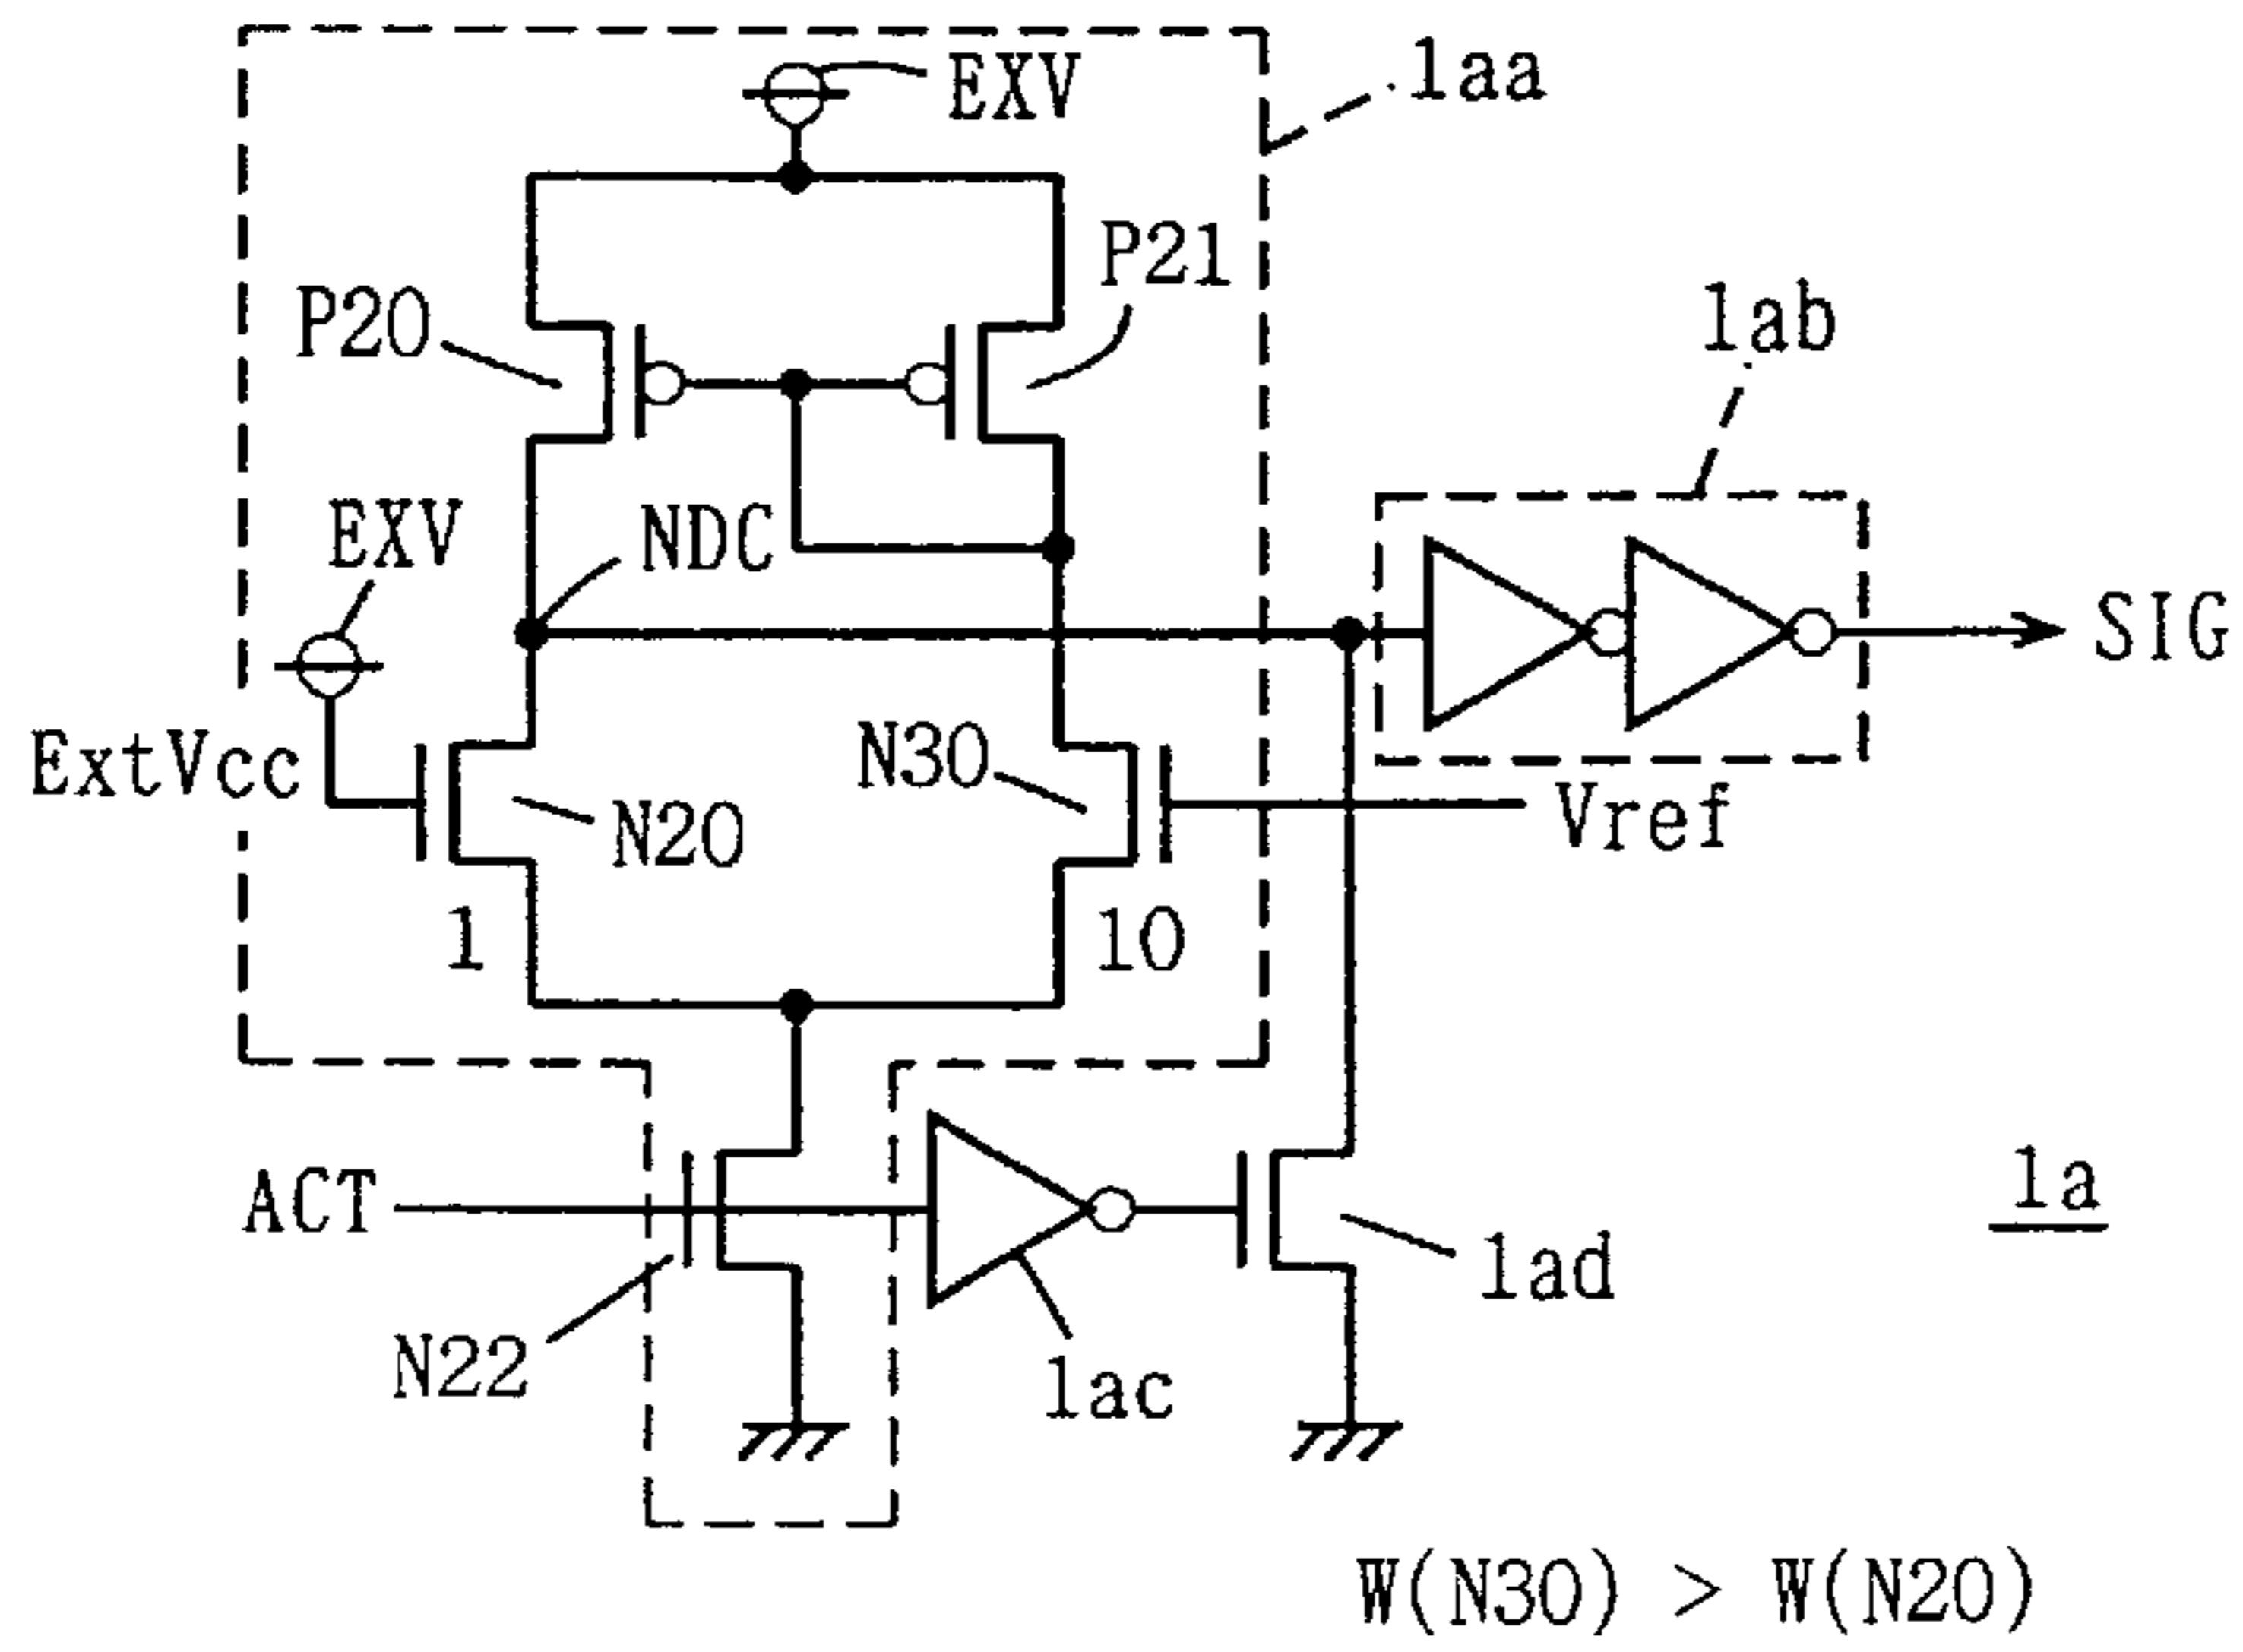 EXV
1aa
P21
P20
1ab
EXV
NDC
SIG
ExtVcc
N30
N20
Vref
1
10
ACT
1a
1ad
N22
1ac
W(N30) > W(N20)